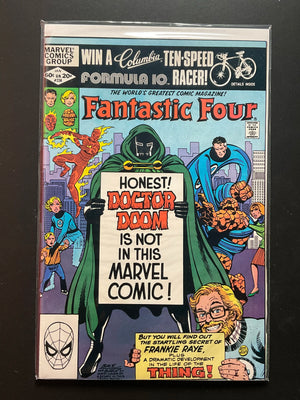 MARVEL COMICS GROUP
WIN A Columbia TEN-SPEED
FORMULA 10. RACER!
DETAILS INSIDE
60¢
THE WORLD'S GREATEST COMIC MAGAZINE!
Fantastic Four
HONEST!
DOCTOR
DOOM
IS NOT
IN THIS
MARVEL
COMIC!
BUT YOU WILL FIND OUT
THE STARTLING SECRET OF
FRANKIE RAYE,
PLUS
A DRAMATIC DEVELOPMENT
IN THE LIFE OF THE
THING!